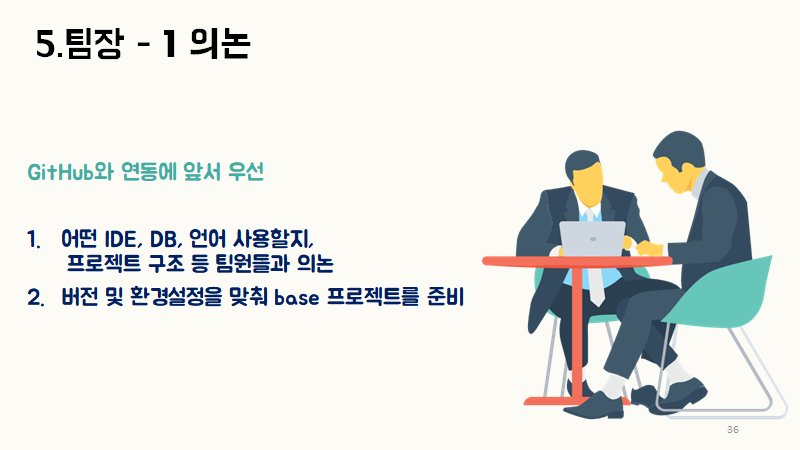 5.팀장 - 1 의논
GitHub와 연동에 앞서 우선
1. 어떤 IDE, DB, 언어 사용할지,
프로젝트 구조 등 팀원들과 의논
2. 버전 및 환경설정을 맞춰 base 프로젝트를 준비
36